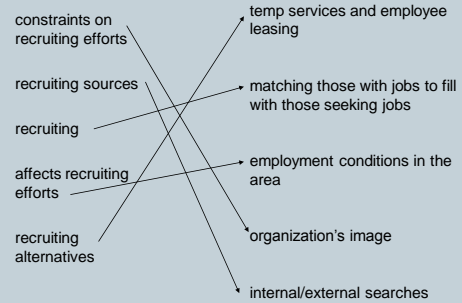 constraints on
recruiting efforts
recruiting sources
recruiting
affects recruiting
efforts
recruiting
alternatives
temp services and employee
leasing
matching those with jobs to fill
with those seeking jobs
employment conditions in the
area
organization's image
internal/external searches